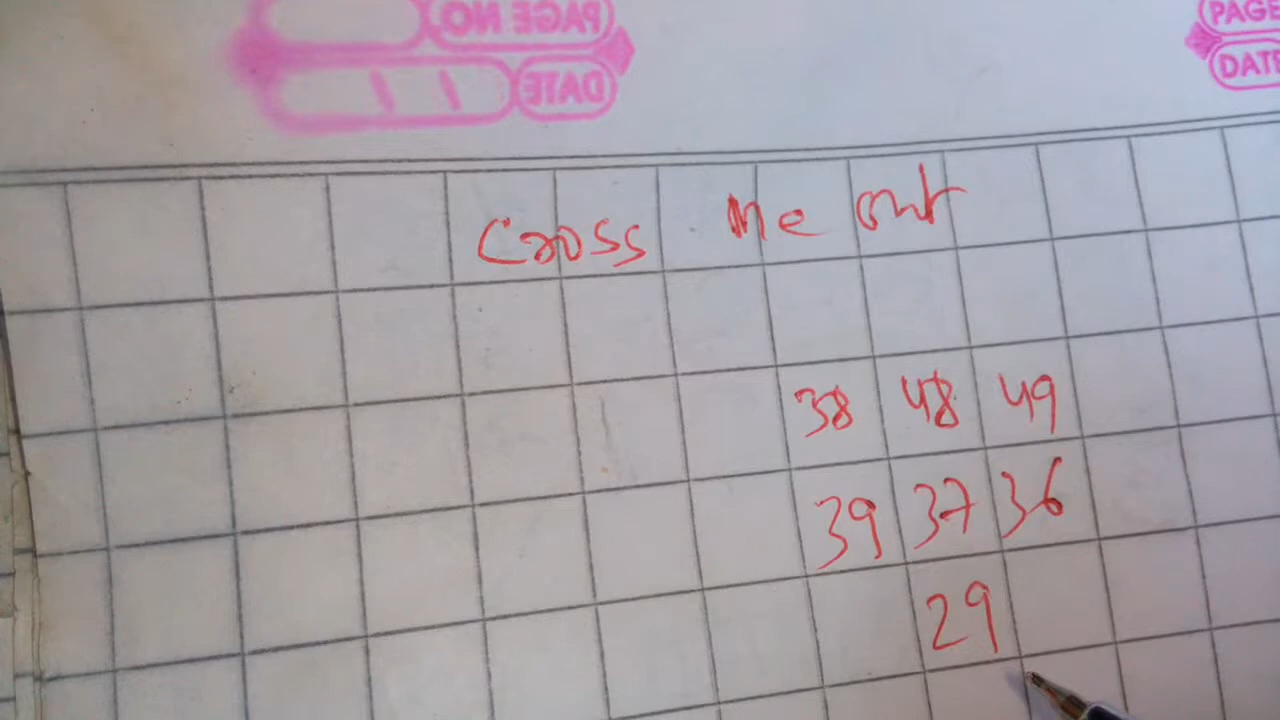 PAGE NO.
DATE
PAGE
DATE
Cross Me Out
38 48 49
39 37 36
29